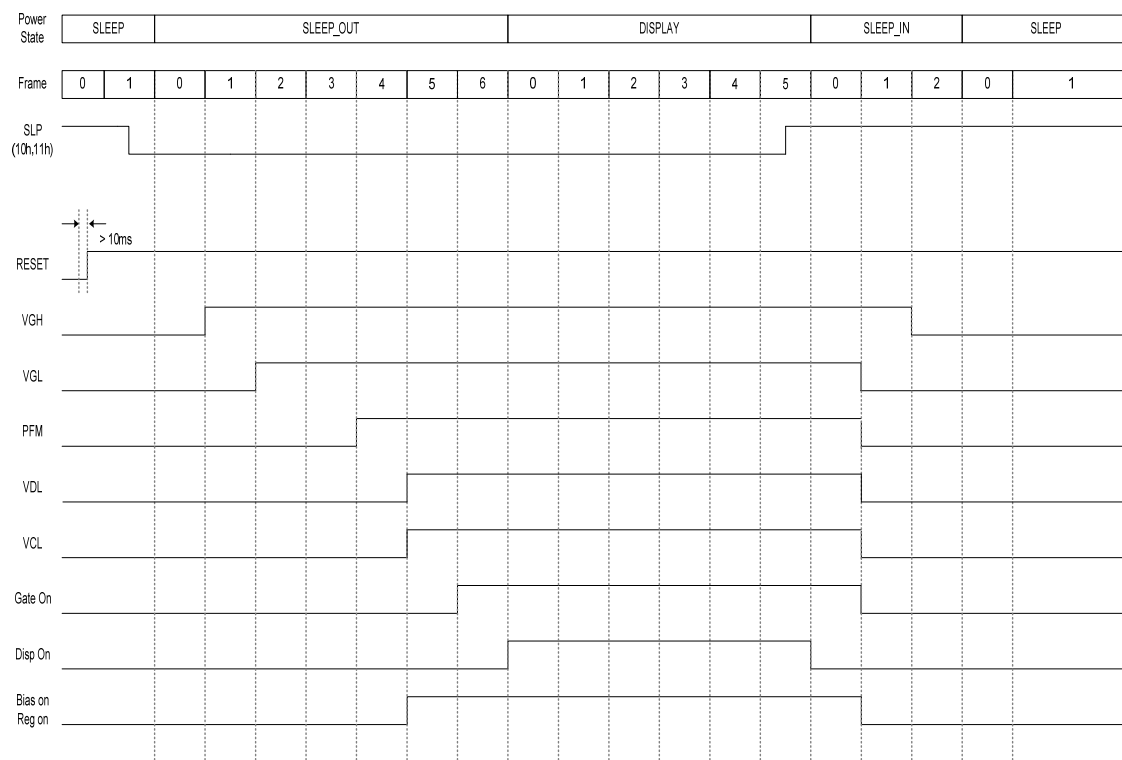 Power
State
SLEEP SLEEP_OUT DISPLAY SLEEP_IN SLEEP
Frame 0 1 0 1 2 3 4 5 6 0 1 2 3 4 5 0 1 2 0 1
SLP
(10h,11h)
> 10ms
RESET
VGH
VGL
PFM
VDL
VCL
Gate On
Disp On
Bias on
Reg on